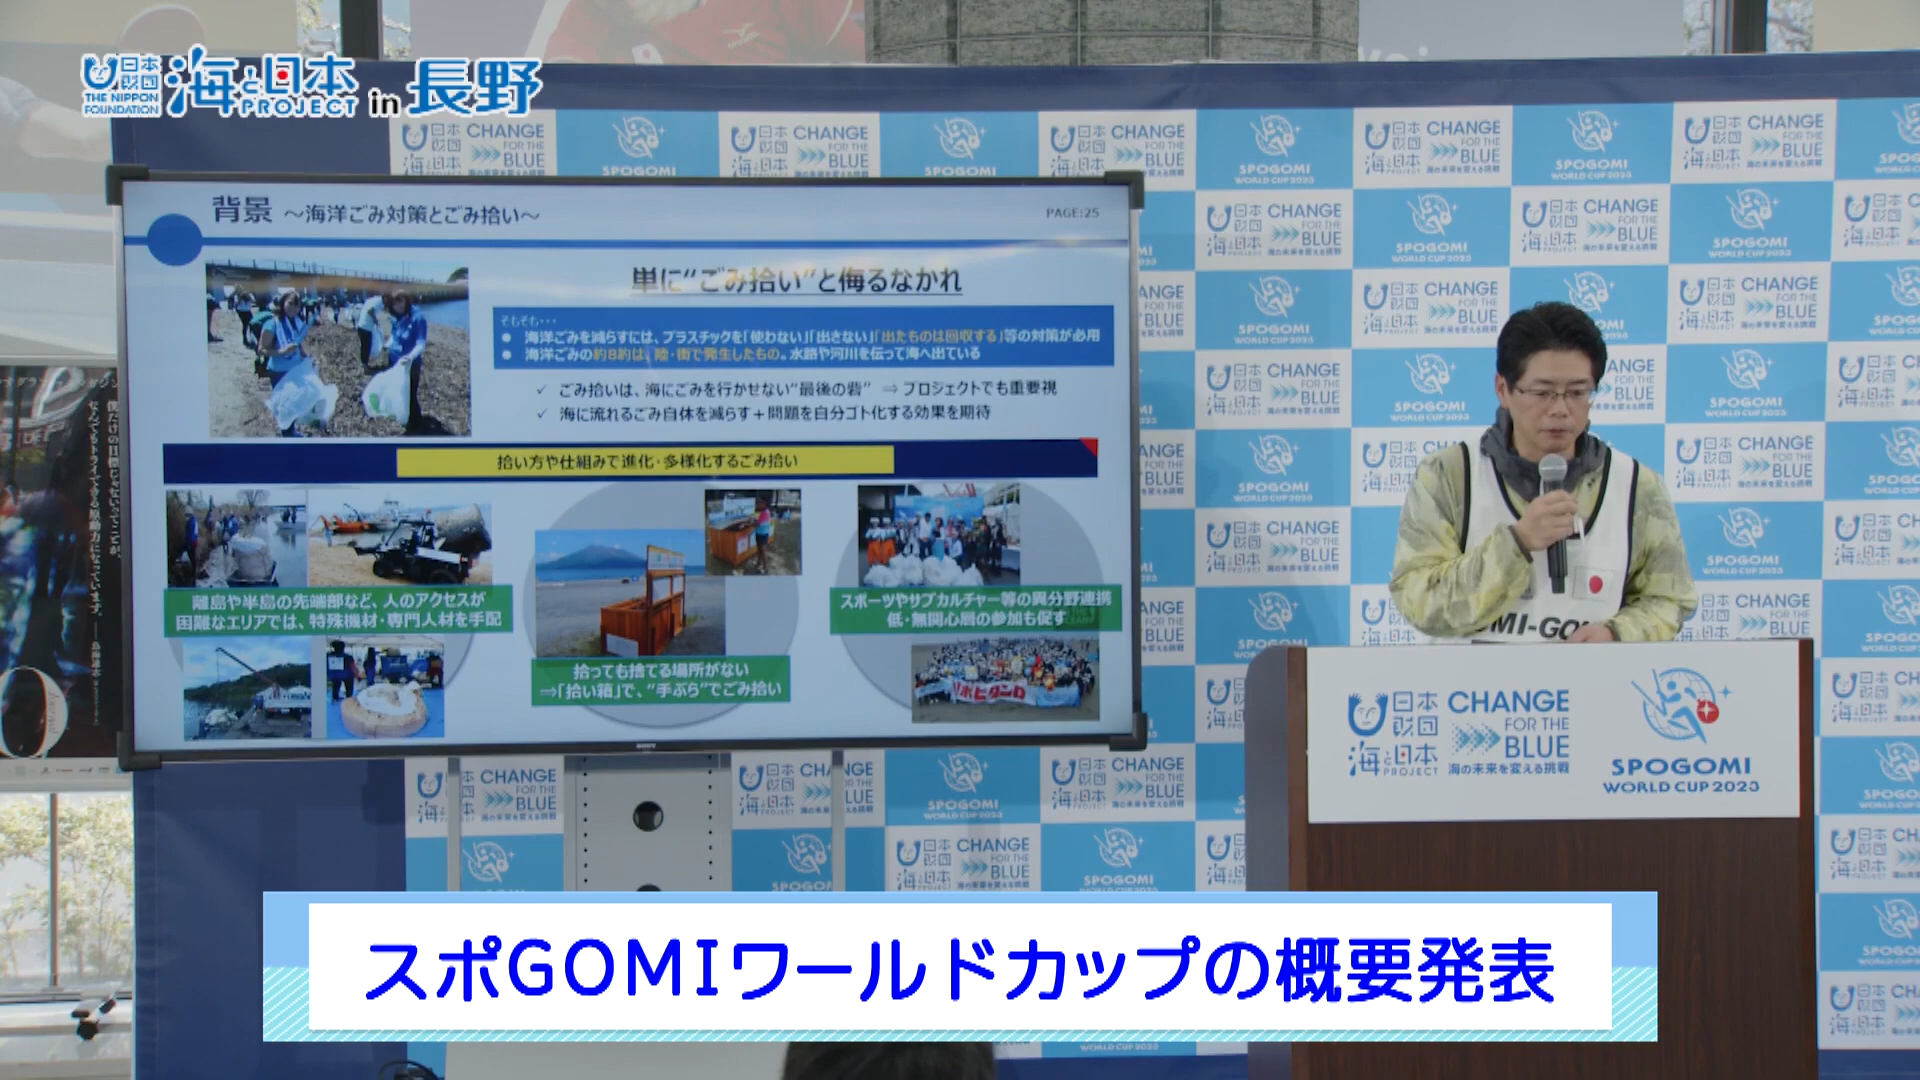 日本財団
THE NIPPON FOUNDATION
海と日本 PROJECT in 長野
背景 ～海洋ごみ対策とごみ拾い～
PAGE:25
単に“ごみ拾い”と侮るなかれ
そもそも・・・
● 海洋ごみを減らすには、プラスチックを「使わない」「出さない」「出たものは回収する」等の対策が必用
● 海洋ごみの約8約は、陸・街で発生したもの。水路や河川を伝って海へ出ている
✓ ごみ拾いは、海にごみを行かせない“最後の砦” ⇒ プロジェクトでも重要視
✓ 海に流れるごみ自体を減らす＋問題を自分ゴト化する効果を期待
拾い方や仕組みで進化・多様化するごみ拾い
離島や半島の先端部など、人のアクセスが
困難なエリアでは、特殊機材・専門人材を手配
拾っても捨てる場所がない
⇒「拾い箱」で、“手ぶら”でごみ拾い
スポーツやサブカルチャー等の異分野連携
低・無関心層の参加も促す
SONY
日本財団
海と日本 PROJECT
CHANGE
FOR THE
BLUE
海の未来を変える挑戦
SPOGOMI
WORLD CUP 2023
スポGOMIワールドカップの概要発表